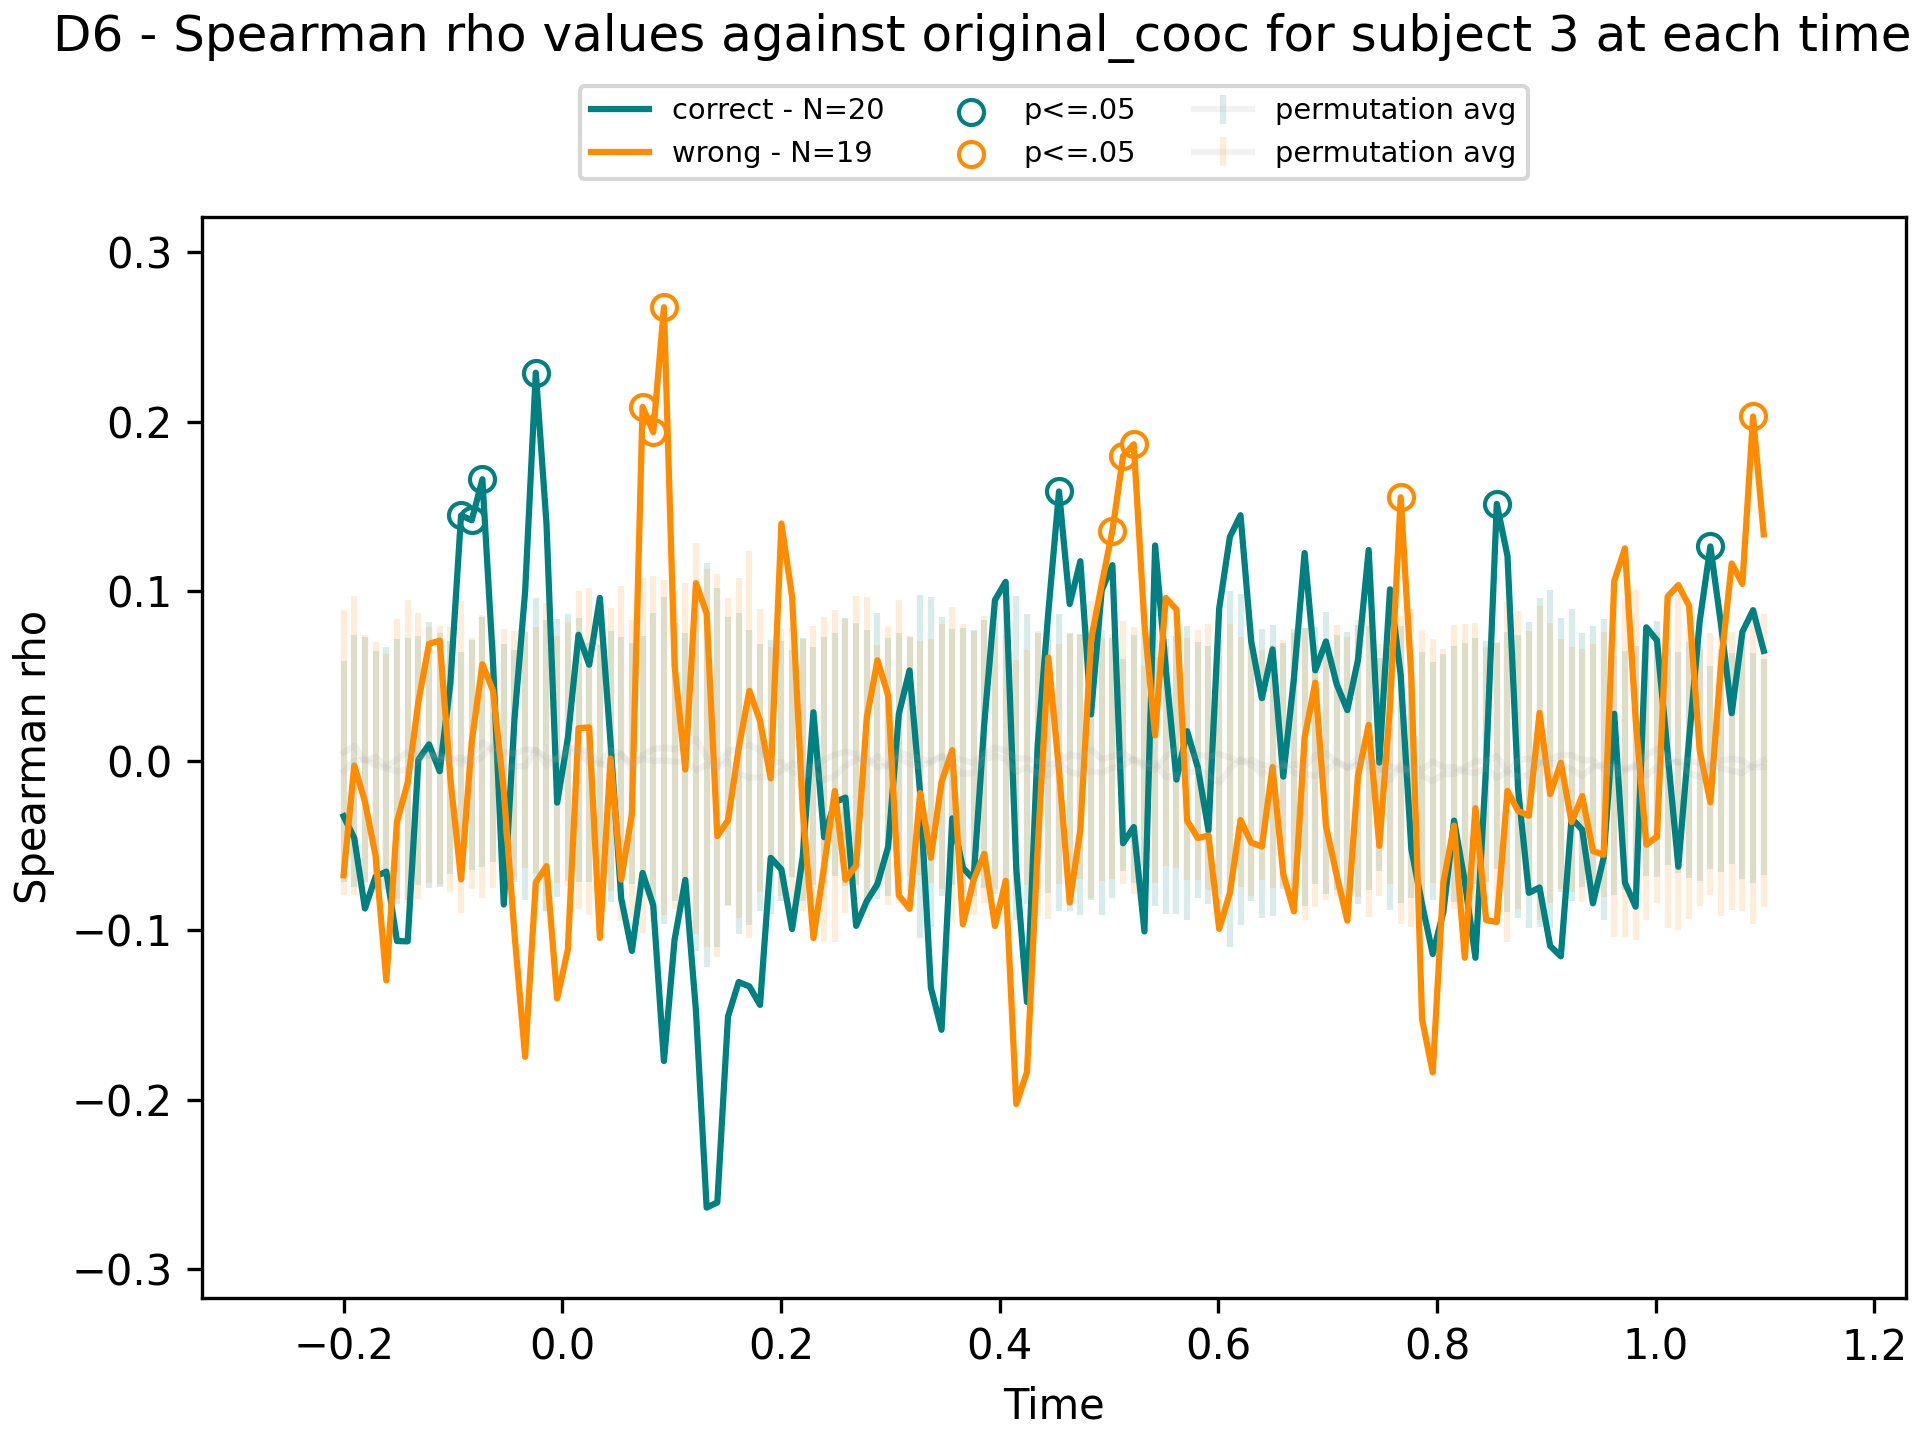 D6 - Spearman rho values against original_cooc for subject 3 at each time
correct - N=20 p<=.05 permutation avg
wrong - N=19 p<=.05 permutation avg
0.3
0.2
0.1
0.0
−0.1
−0.2
−0.3
Spearman rho
−0.2 0.0 0.2 0.4 0.6 0.8 1.0 1.2
Time